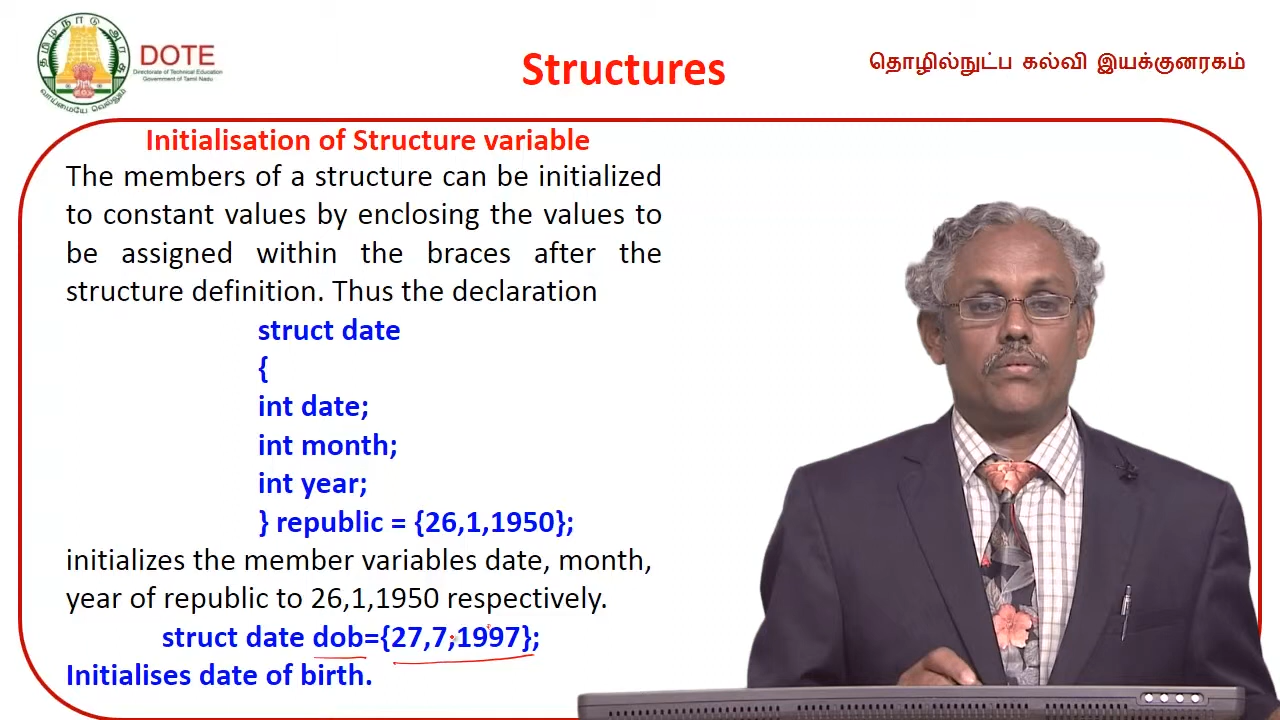 தமிழ்நாடு அரசு
வாய்மையே வெல்லும்
DOTE
Directorate of Technical Education
Government of Tamil Nadu
Structures
தொழில்நுட்ப கல்வி இயக்குனரகம்
Initialisation of Structure variable
The members of a structure can be initialized
to constant values by enclosing the values to
be assigned within the braces after the
structure definition. Thus the declaration
struct date
{
int date;
int month;
int year;
} republic = {26,1,1950};
initializes the member variables date, month,
year of republic to 26,1,1950 respectively.
struct date dob={27,7,1997};
Initialises date of birth.